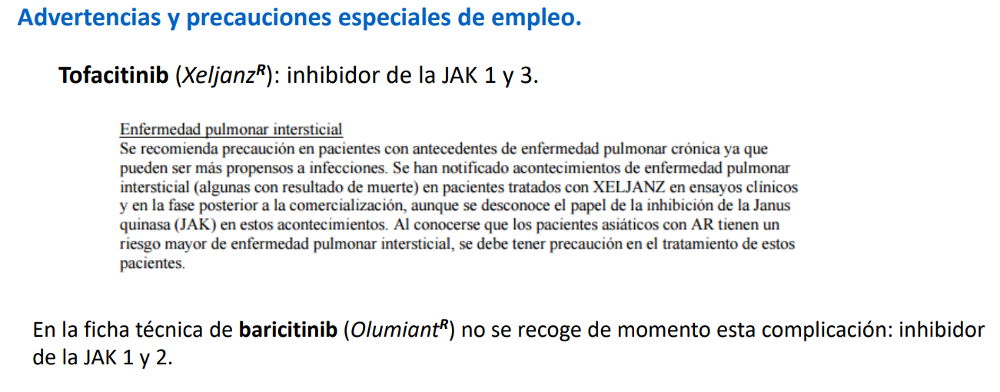 Advertencias y precauciones especiales de empleo.
Tofacitinib (Xeljanzᴿ): inhibidor de la JAK 1 y 3.
Enfermedad pulmonar intersticial
Se recomienda precaución en pacientes con antecedentes de enfermedad pulmonar crónica ya que
pueden ser más propensos a infecciones. Se han notificado acontecimientos de enfermedad pulmonar
intersticial (algunas con resultado de muerte) en pacientes tratados con XELJANZ en ensayos clínicos
y en la fase posterior a la comercialización, aunque se desconoce el papel de la inhibición de la Janus
quinasa (JAK) en estos acontecimientos. Al conocerse que los pacientes asiáticos con AR tienen un
riesgo mayor de enfermedad pulmonar intersticial, se debe tener precaución en el tratamiento de estos
pacientes.
En la ficha técnica de baricitinib (Olumiantᴿ) no se recoge de momento esta complicación: inhibidor
de la JAK 1 y 2.